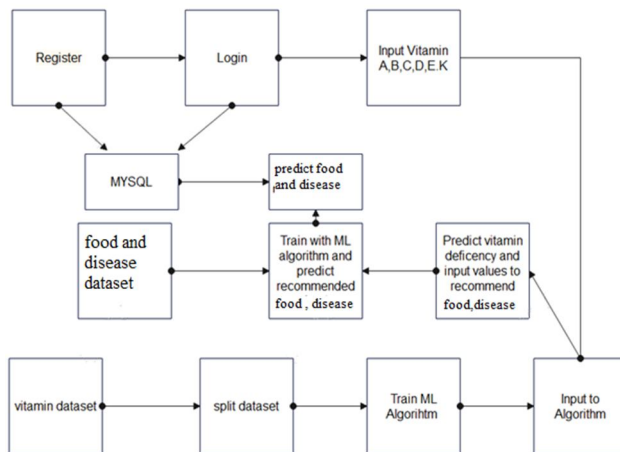 Register
Login
Input Vitamin
A,B,C,D,E.K
MYSQL
predict food
and disease
food and
disease
dataset
Train with ML
algorithm and
predict
recommended
food , disease
Predict vitamin
deficency and
input values to
recommend
food,disease
vitamin dataset
split dataset
Train ML
Algorihtm
Input to
Algorithm